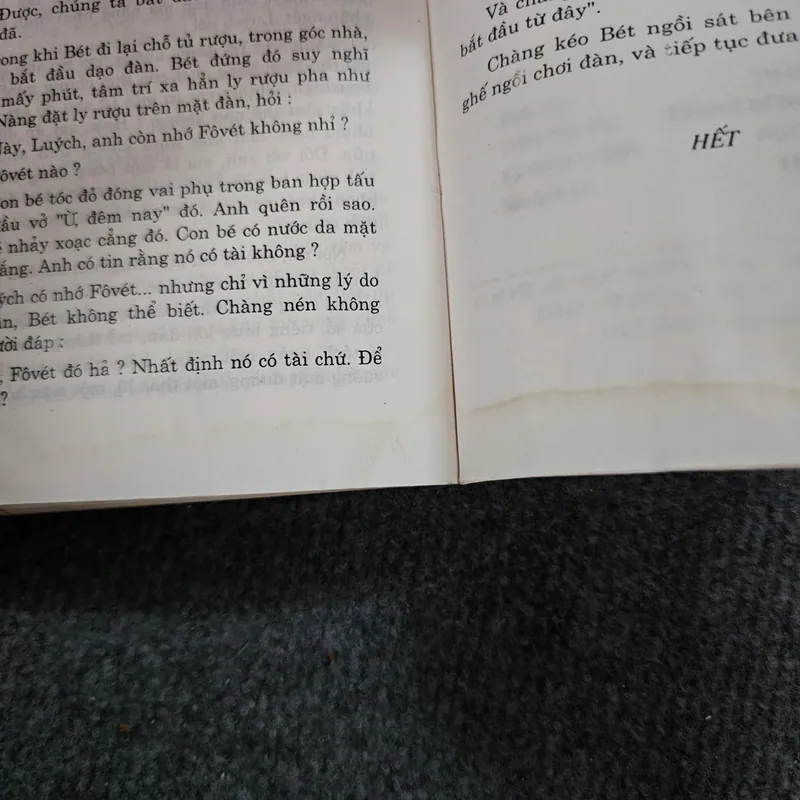 Được, chúng ta bắt
đã.
ong khi Bét đi lại chỗ tủ rượu, trong góc nhà,
bắt đầu dạo đàn. Bét đứng đó suy nghĩ
mấy phút, tâm trí xa hẳn ly rượu pha như
Nàng đặt ly rượu trên mặt đàn, hỏi :
Này, Luých, anh còn nhớ Fôvét không nhỉ ?
ôvét nào ?
on bé tóc đỏ đóng vai phụ trong ban hợp tấu
ầu vở "Ừ, đêm nay" đó. Anh quên rồi sao.
nhảy xoạc cẳng đó. Con bé có nước da mặt
ắng. Anh có tin rằng nó có tài không ?
ých có nhớ Fôvét... nhưng chỉ vì những lý do
n, Bét không thể biết. Chàng nén không
ười đáp :
, Fôvét đó hả ? Nhất định nó có tài chứ. Để
?
Và
bắt đầu từ đây".
Chàng kéo Bét ngồi sát bên
ghế ngồi chơi đàn, và tiếp tục đưa
HẾT